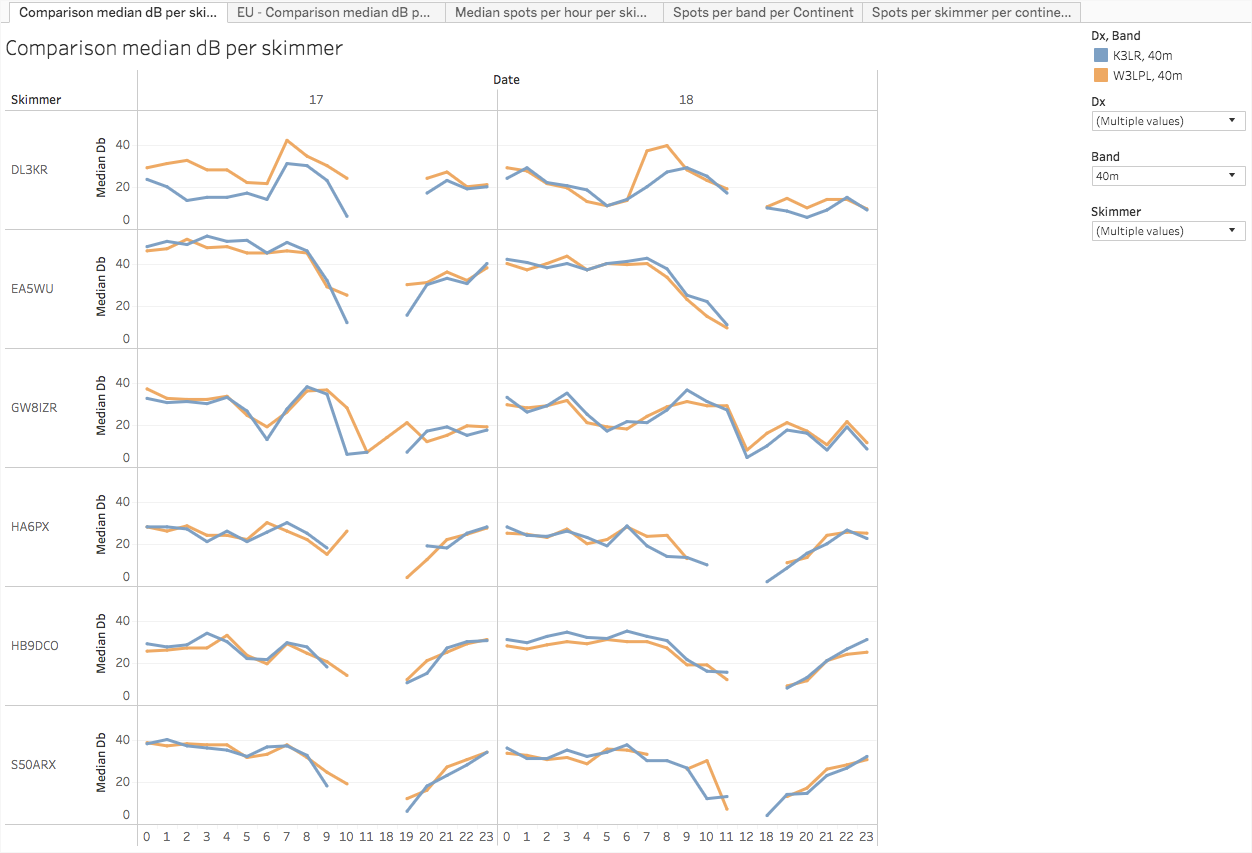 Comparison median dB per ski... EU - Comparison median dB p... Median spots per hour per ski... Spots per band per Continent Spots per skimmer per contine...
Comparison median dB per skimmer
Dx, Band
K3LR, 40m
W3LPL, 40m
Dx
(Multiple values)
Band
40m
Skimmer
(Multiple values)
Date
Skimmer 17 18
DL3KR Median Db 40 20 0
EA5WU Median Db 40 20 0
GW8IZR Median Db 40 20 0
HA6PX Median Db 40 20 0
HB9DCO Median Db 40 20 0
S50ARX Median Db 40 20 0
0 1 2 3 4 5 6 7 8 9 10 11 18 19 20 21 22 23 0 1 2 3 4 5 6 7 8 9 10 11 12 18 19 20 21 22 23